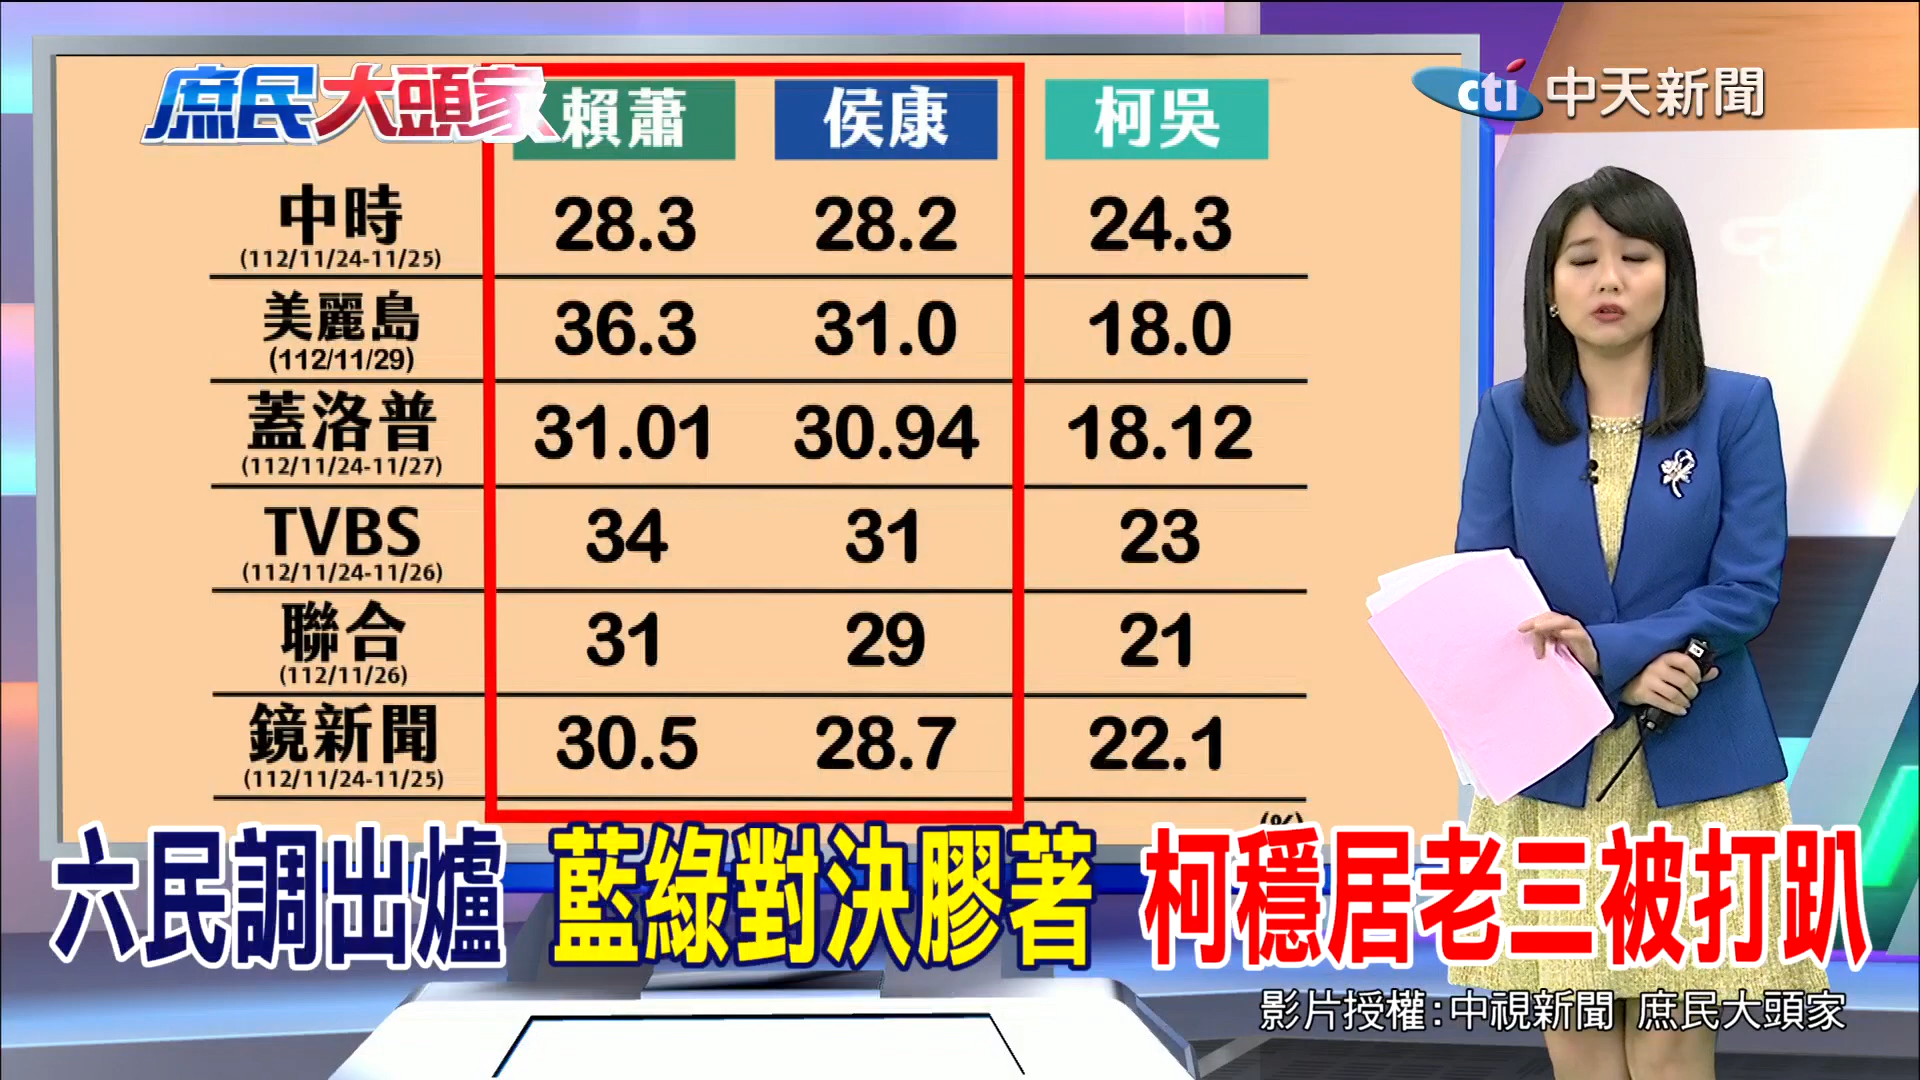 庶民大頭家
賴蕭 侯康 柯吳
cti 中天新聞
中時 28.3 28.2 24.3
(112/11/24-11/25)
美麗島 36.3 31.0 18.0
(112/11/29)
蓋洛普 31.01 30.94 18.12
(112/11/24-11/27)
TVBS 34 31 23
(112/11/24-11/26)
聯合 31 29 21
(112/11/26)
鏡新聞 30.5 28.7 22.1
(112/11/24-11/25)
(%)
六民調出爐 藍綠對決膠著 柯穩居老三被打趴
影片授權:中視新聞 庶民大頭家